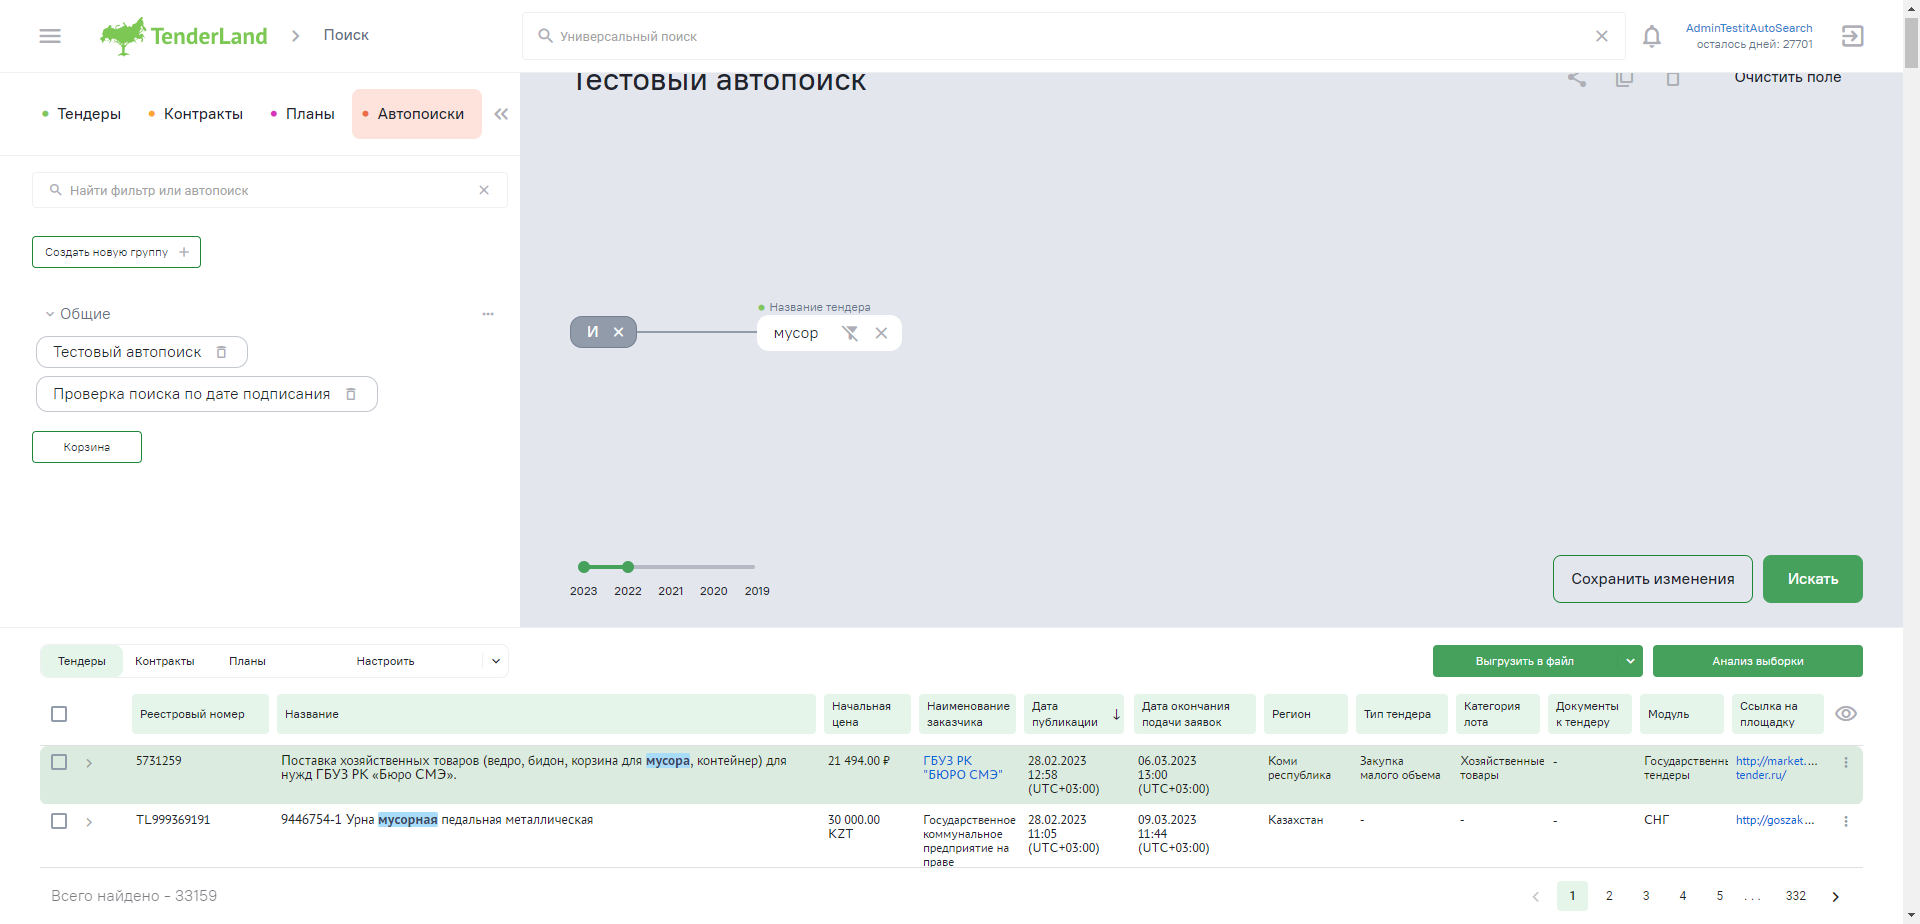 TenderLand
Поиск
Универсальный поиск
AdminTestitAutoSearch
осталось дней: 27701
Тендеры
Контракты
Планы
Автопоиски
Тестовый автопоиск
Очистить поле
Найти фильтр или автопоиск
Создать новую группу
Общие
Тестовый автопоиск
Проверка поиска по дате подписания
Корзина
Название тендера
И
мусор
2023 2022 2021 2020 2019
Сохранить изменения
Искать
Тендеры Контракты Планы Настроить
Выгрузить в файл
Анализ выборки
Реестровый номер
Название
Начальная
цена
Наименование
заказчика
Дата
публикации
Дата окончания
подачи заявок
Регион
Тип тендера
Категория
лота
Документы
к тендеру
Модуль
Ссылка на
площадку
5731259
Поставка хозяйственных товаров (ведро, бидон, корзина для мусора, контейнер) для
нужд ГБУЗ РК «Бюро СМЭ».
21 494.00 ₽
ГБУЗ РК
"БЮРО СМЭ"
28.02.2023
12:58
(UTC+03:00)
06.03.2023
13:00
(UTC+03:00)
Коми
республика
Закупка
малого объема
Хозяйственные
товары
-
Государственные
тендеры
http://market....
tender.ru/
TL999369191
9446754-1 Урна мусорная педальная металлическая
30 000.00
KZT
Государственное
коммунальное
предприятие на
праве
28.02.2023
11:05
(UTC+03:00)
09.03.2023
11:44
(UTC+03:00)
Казахстан
-
-
-
СНГ
http://goszak...
Всего найдено - 33159
1 2 3 4 5 ... 332